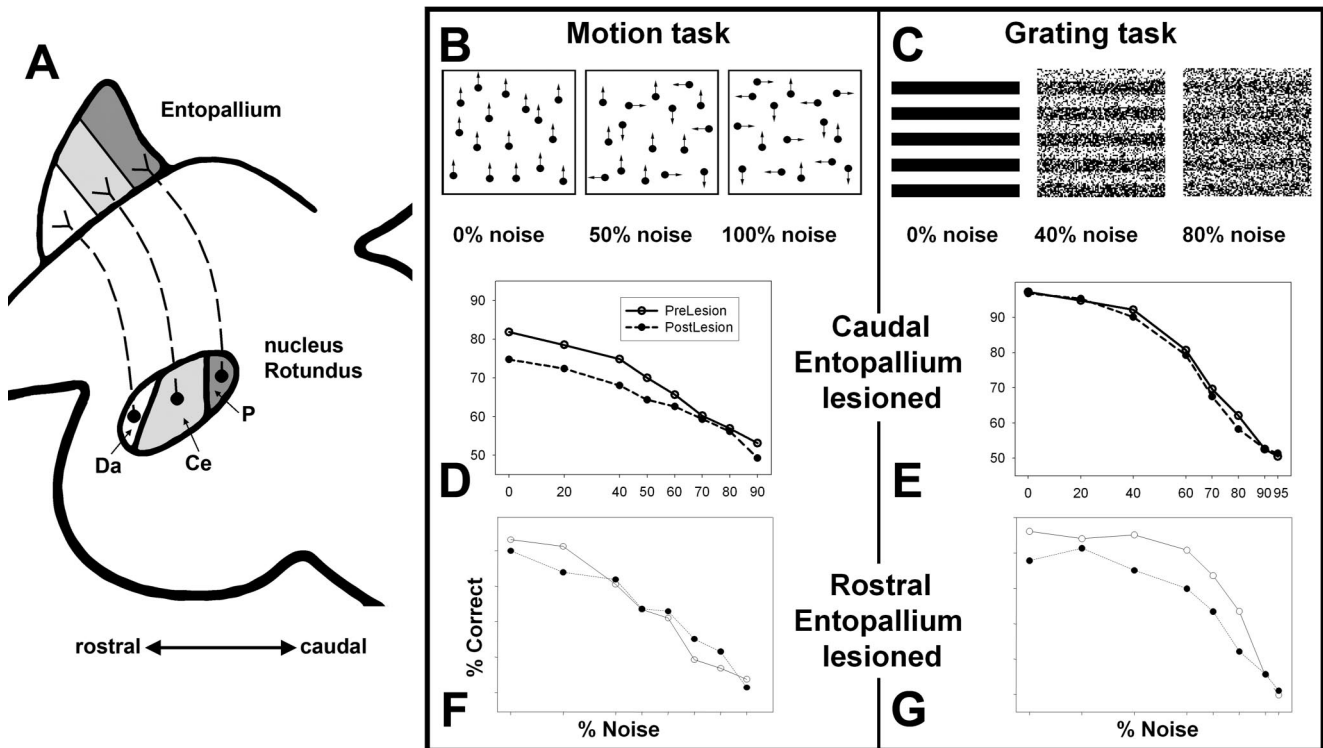 A
Entopallium
nucleus
Rotundus
P
Da
Ce
rostral
caudal
B
Motion task
0% noise
50% noise
100% noise
C
Grating task
0% noise
40% noise
80% noise
Caudal
Entopallium
lesioned
D
90
80
70
60
50
PreLesion
PostLesion
0
20
40
50
60
70
80
90
E
90
80
70
60
50
0
20
40
60
70
80
90
95
Rostral
Entopallium
lesioned
F
% Correct
% Noise
G
% Noise